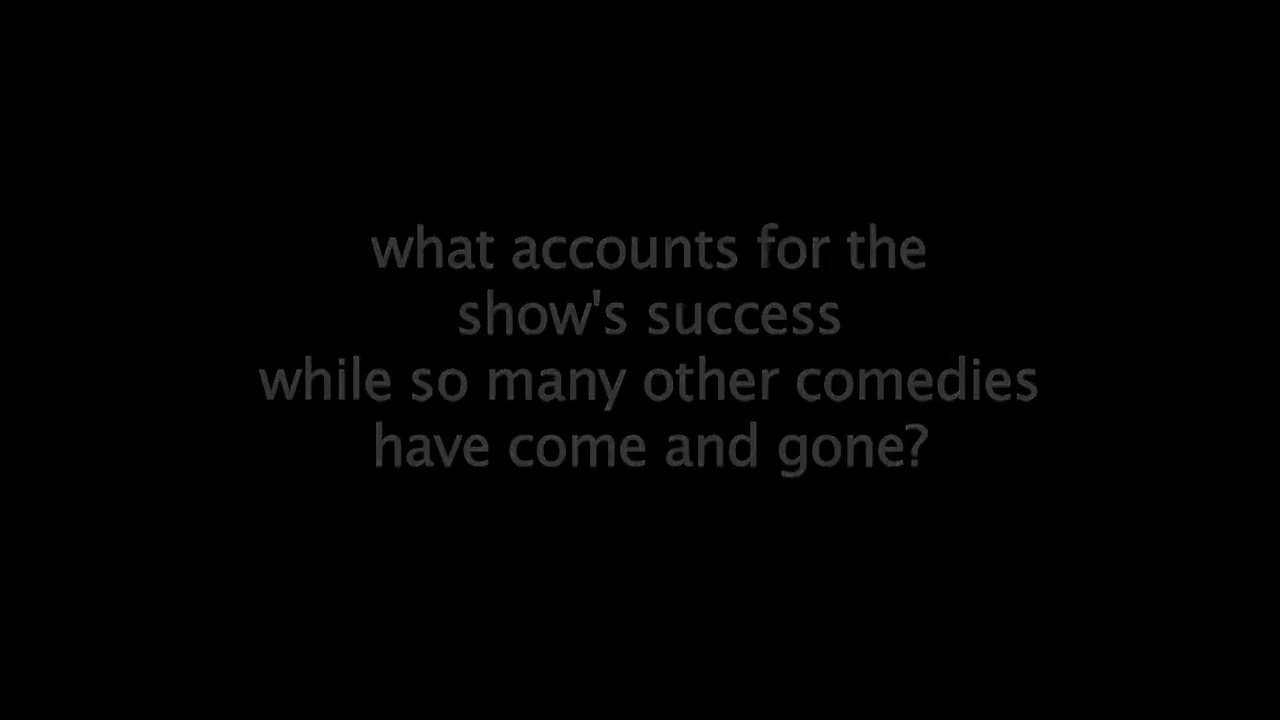 what accounts for the
show's success
while so many other comedies
have come and gone?